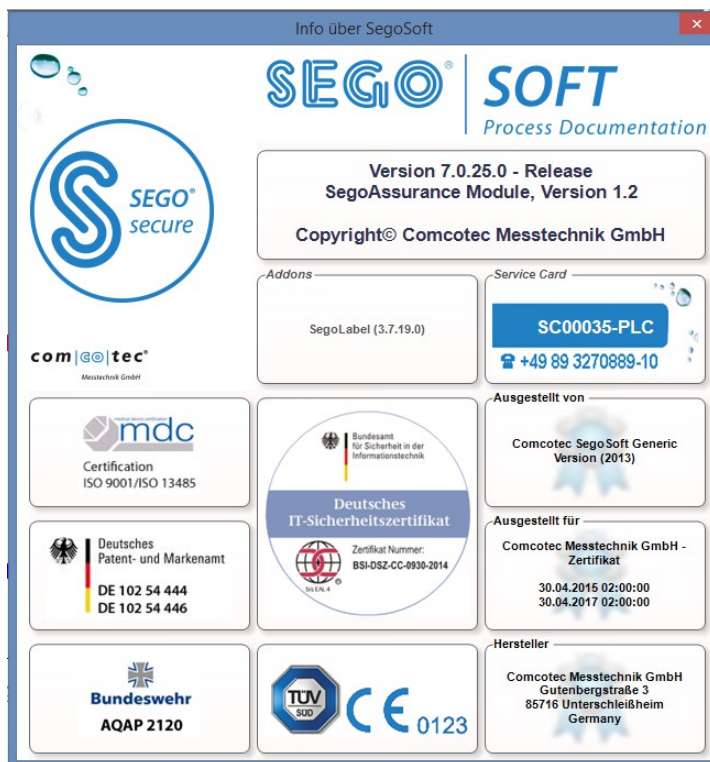 Info über SegoSoft
SEGO® SOFT
Process Documentation
SEGO®
secure
Version 7.0.25.0 - Release
SegoAssurance Module, Version 1.2
Copyright© Comcotec Messtechnik GmbH
Addons
SegoLabel (3.7.19.0)
Service Card
SC00035-PLC
+49 89 3270889-10
com|co|tec®
Messtechnik GmbH
mdc
medical device certification
Certification
ISO 9001/ISO 13485
Bundesamt
für Sicherheit in der
Informationstechnik
Deutsches
IT-Sicherheitszertifikat
Zertifikat Nummer:
BSI-DSZ-CC-0930-2014
bis EAL 4
Ausgestellt von
Comcotec SegoSoft Generic
Version (2013)
Deutsches
Patent- und Markenamt
DE 102 54 444
DE 102 54 446
Ausgestellt für
Comcotec Messtechnik GmbH -
Zertifikat
30.04.2015 02:00:00
30.04.2017 02:00:00
Bundeswehr
AQAP 2120
TÜV
SÜD
CE 0123
Hersteller
Comcotec Messtechnik GmbH
Gutenbergstraße 3
85716 Unterschleißheim
Germany